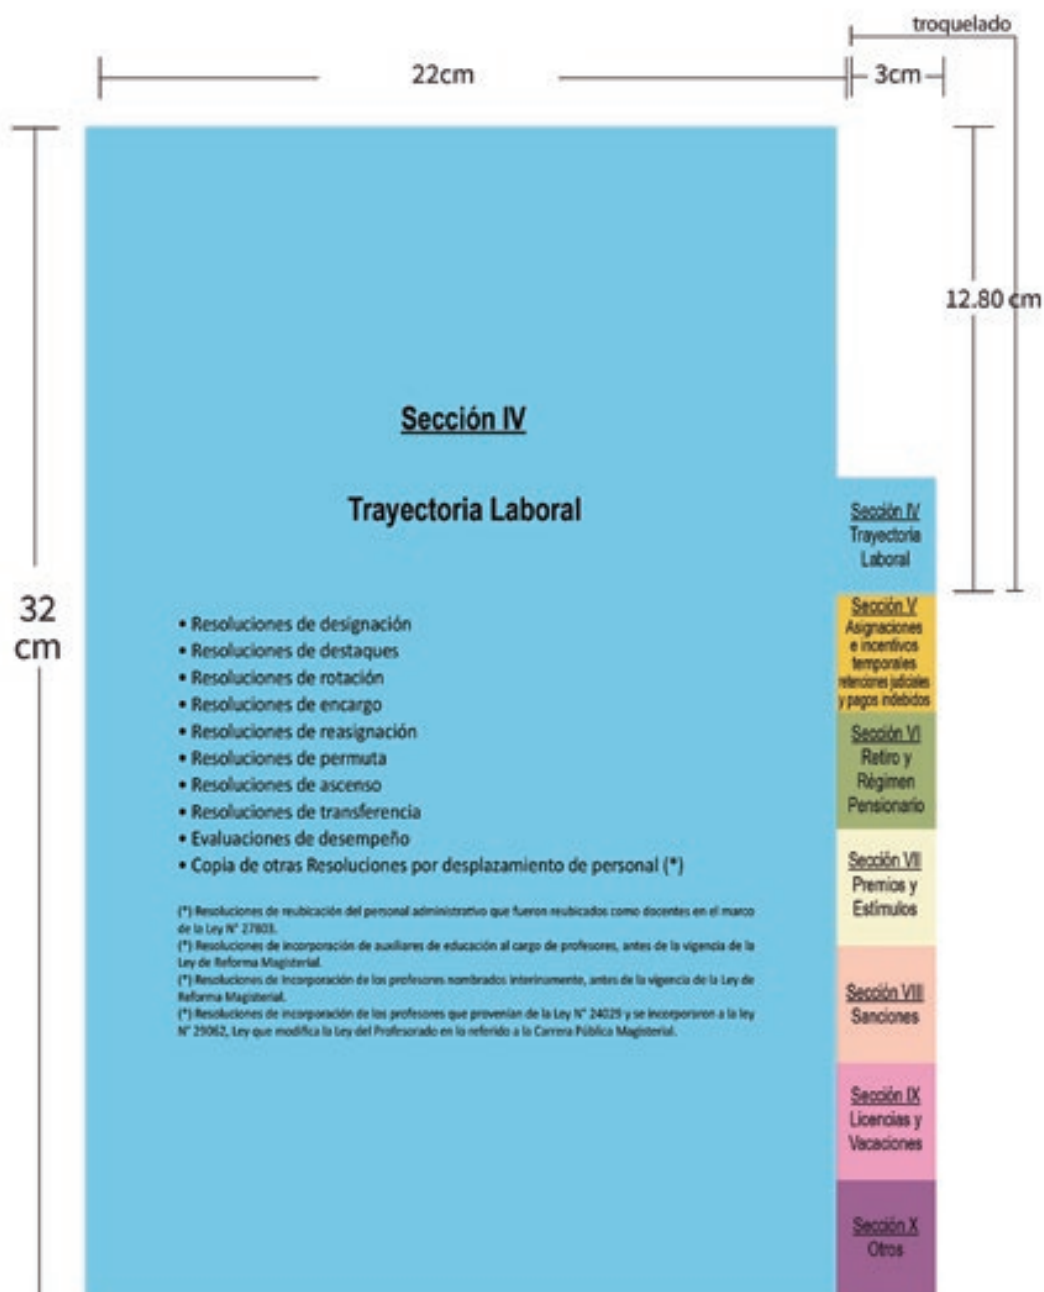 troquelado
22cm
3cm
12.80 cm
32
cm
Sección IV
Trayectoria Laboral
• Resoluciones de designación
• Resoluciones de destaques
• Resoluciones de rotación
• Resoluciones de encargo
• Resoluciones de reasignación
• Resoluciones de permuta
• Resoluciones de ascenso
• Resoluciones de transferencia
• Evaluaciones de desempeño
• Copia de otras Resoluciones por desplazamiento de personal (*)
(*) Resoluciones de reubicación del personal administrativo que fueron reubicados como docentes en el marco
de la Ley N° 27803.
(*) Resoluciones de incorporación de auxiliares de educación al cargo de profesores, antes de la vigencia de la
Ley de Reforma Magisterial.
(*) Resoluciones de Incorporación de los profesores nombrados interinamente, antes de la vigencia de la Ley de
Reforma Magisterial.
(*) Resoluciones de incorporación de los profesores que provenían de la Ley N° 24029 y se incorporaron a la ley
N° 29062, Ley que modifica la Ley del Profesorado en lo referido a la Carrera Pública Magisterial.
Sección IV
Trayectoria
Laboral
Sección V
Asignaciones
e incentivos
temporales
retenciones judiciales
y pagos indebidos
Sección VI
Retiro y
Régimen
Pensionario
Sección VII
Premios y
Estímulos
Sección VIII
Sanciones
Sección IX
Licencias y
Vacaciones
Sección X
Otros